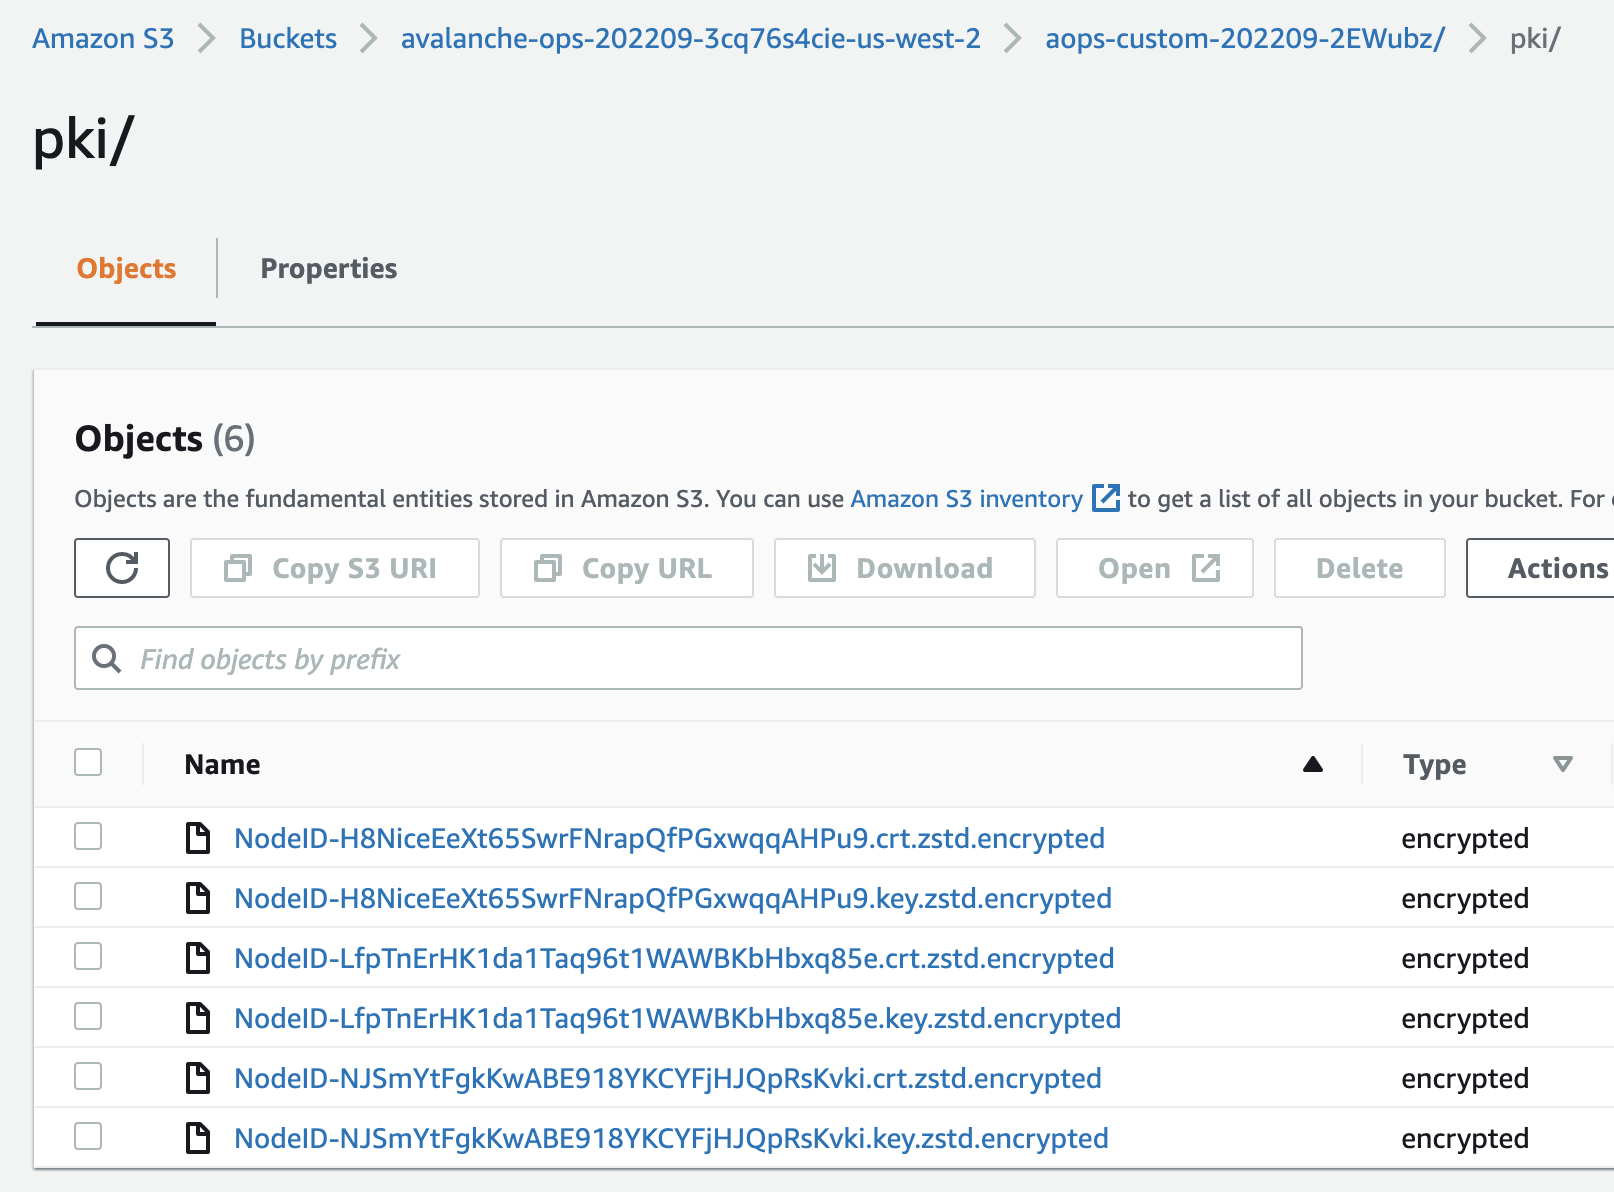 Amazon S3 > Buckets > avalanche-ops-202209-3cq76s4cie-us-west-2 > aops-custom-202209-2EWubz/ > pki/
pki/
Objects Properties
Objects (6)
Objects are the fundamental entities stored in Amazon S3. You can use Amazon S3 inventory to get a list of all objects in your bucket. For
Copy S3 URI Copy URL Download Open Delete Actions
Find objects by prefix
Name Type
NodeID-H8NiceEeXt65SwrFNrapQfPGxwqqAHPu9.crt.zstd.encrypted encrypted
NodeID-H8NiceEeXt65SwrFNrapQfPGxwqqAHPu9.key.zstd.encrypted encrypted
NodeID-LfpTnErHK1da1Taq96t1WAWBKbHbxq85e.crt.zstd.encrypted encrypted
NodeID-LfpTnErHK1da1Taq96t1WAWBKbHbxq85e.key.zstd.encrypted encrypted
NodeID-NJSmYtFgkKwABE918YKCYFjHJQpRsKvki.crt.zstd.encrypted encrypted
NodeID-NJSmYtFgkKwABE918YKCYFjHJQpRsKvki.key.zstd.encrypted encrypted